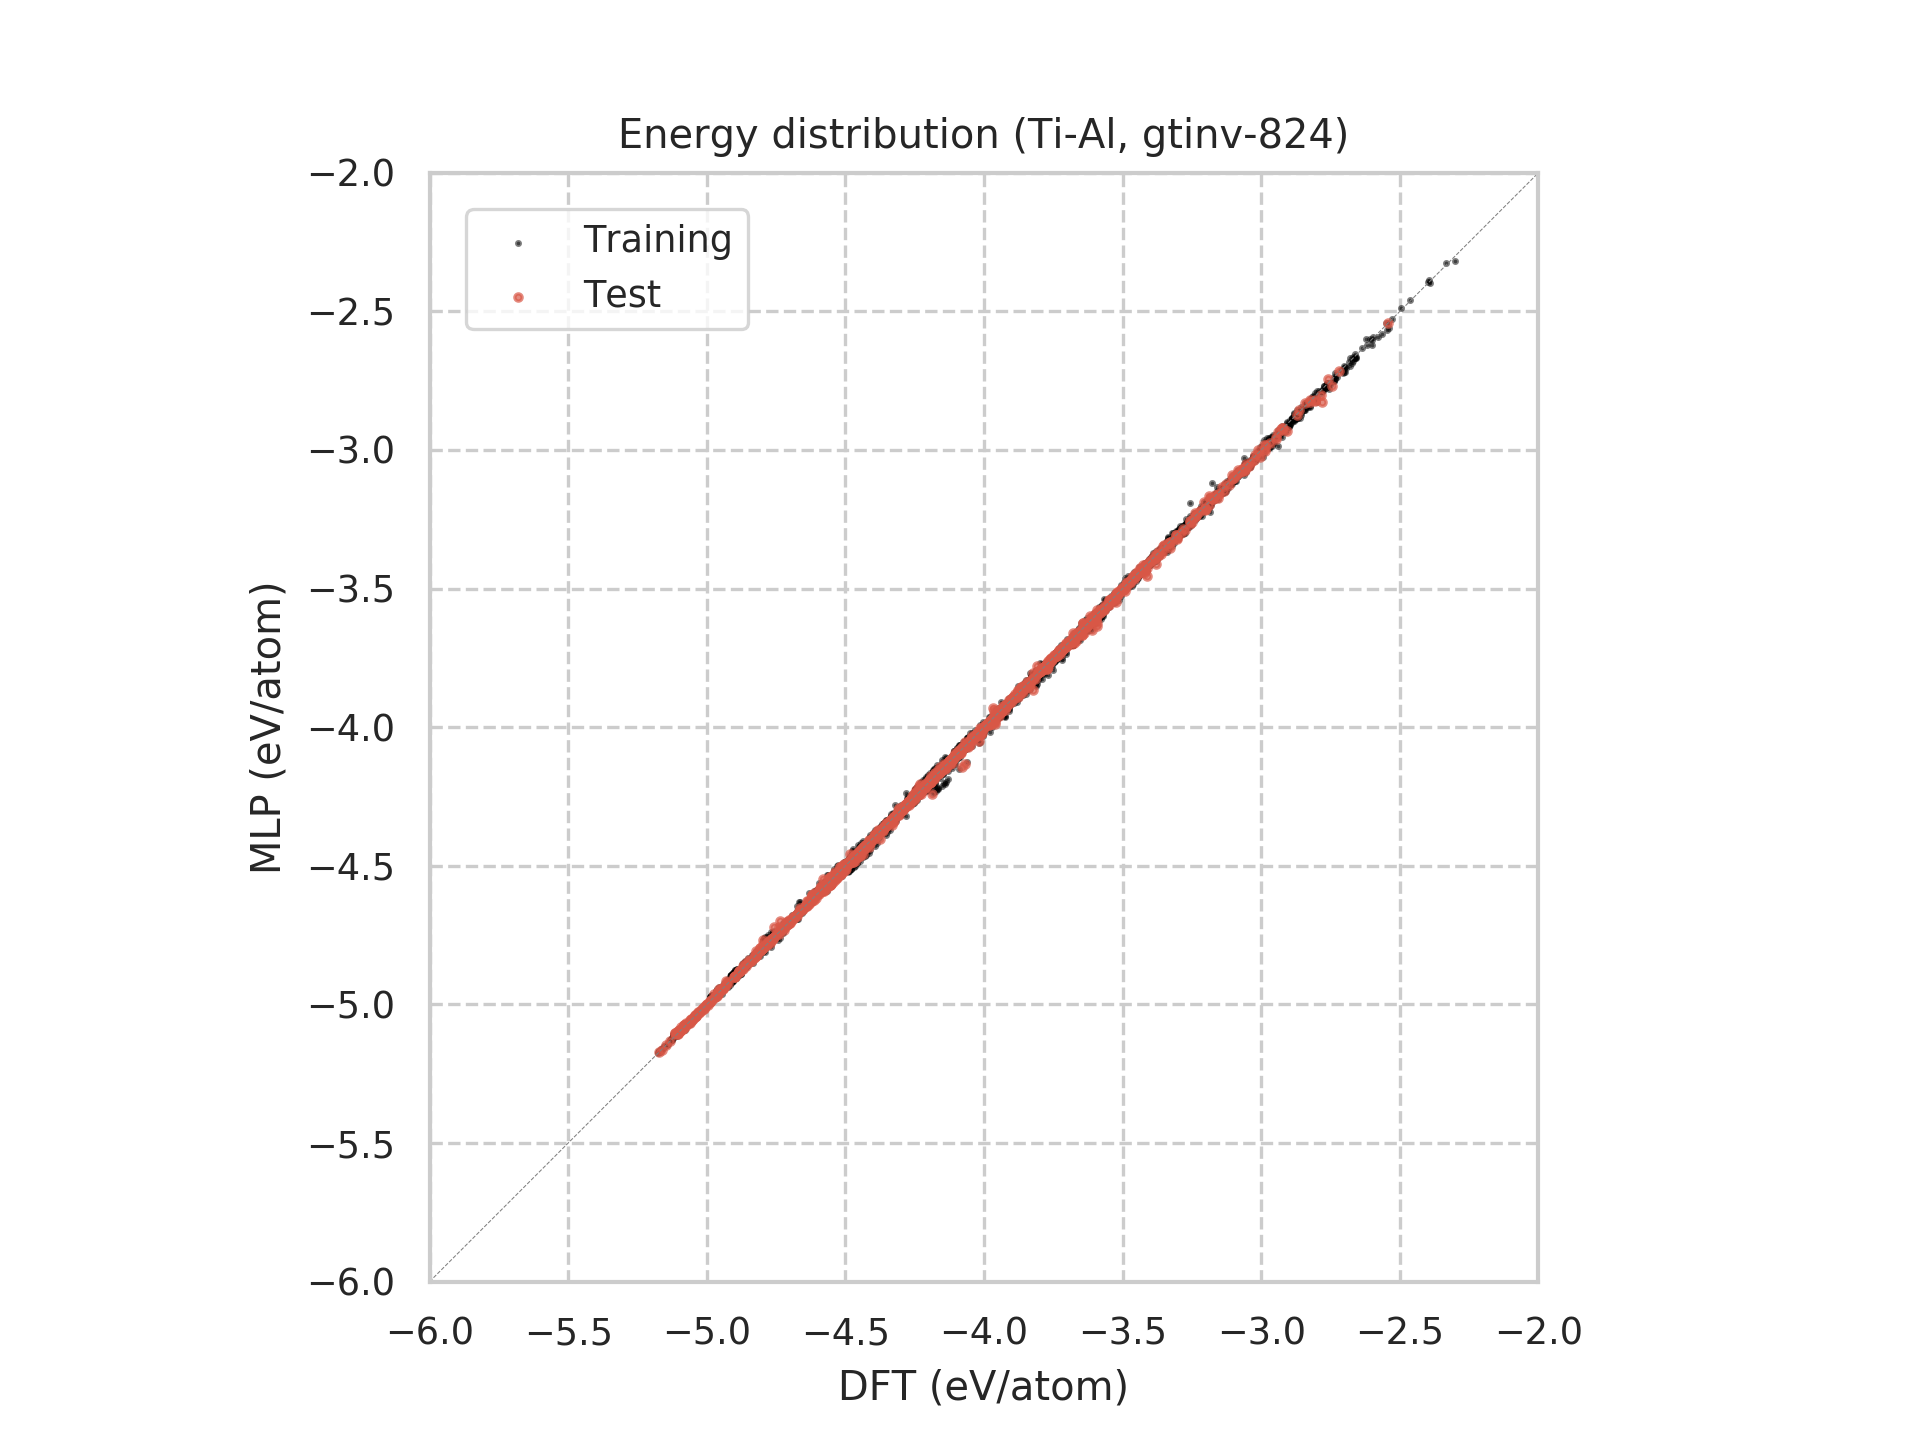 Energy distribution (Ti-Al, gtinv-824)
Training
Test
MLP (eV/atom)
−2.0
−2.5
−3.0
−3.5
−4.0
−4.5
−5.0
−5.5
−6.0
−6.0 −5.5 −5.0 −4.5 −4.0 −3.5 −3.0 −2.5 −2.0
DFT (eV/atom)